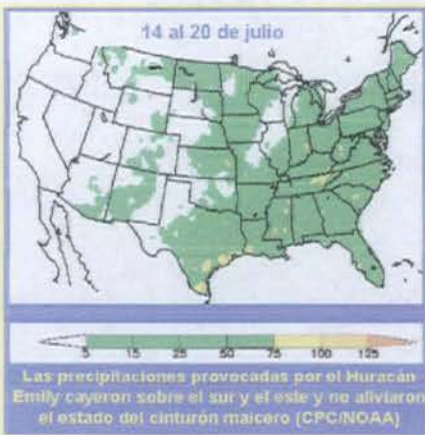 14 al 20 de julio
5 15 25 50 75 100 125
Las precipitaciones provocadas por el Huracán
Emily cayeron sobre el sur y el este y no aliviaron
el estado del cinturón maicero (CPC/NOAA)